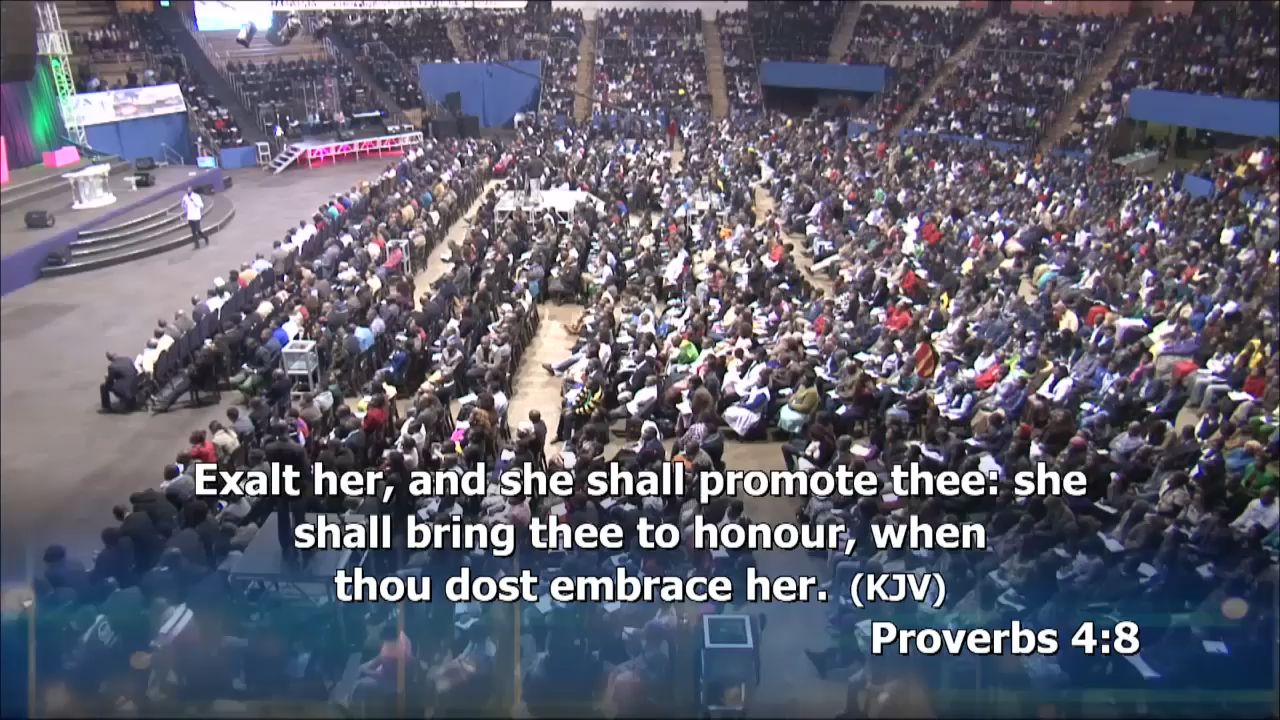 Exalt her, and she shall promote thee: she
shall bring thee to honour, when
thou dost embrace her. (KJV)
Proverbs 4:8